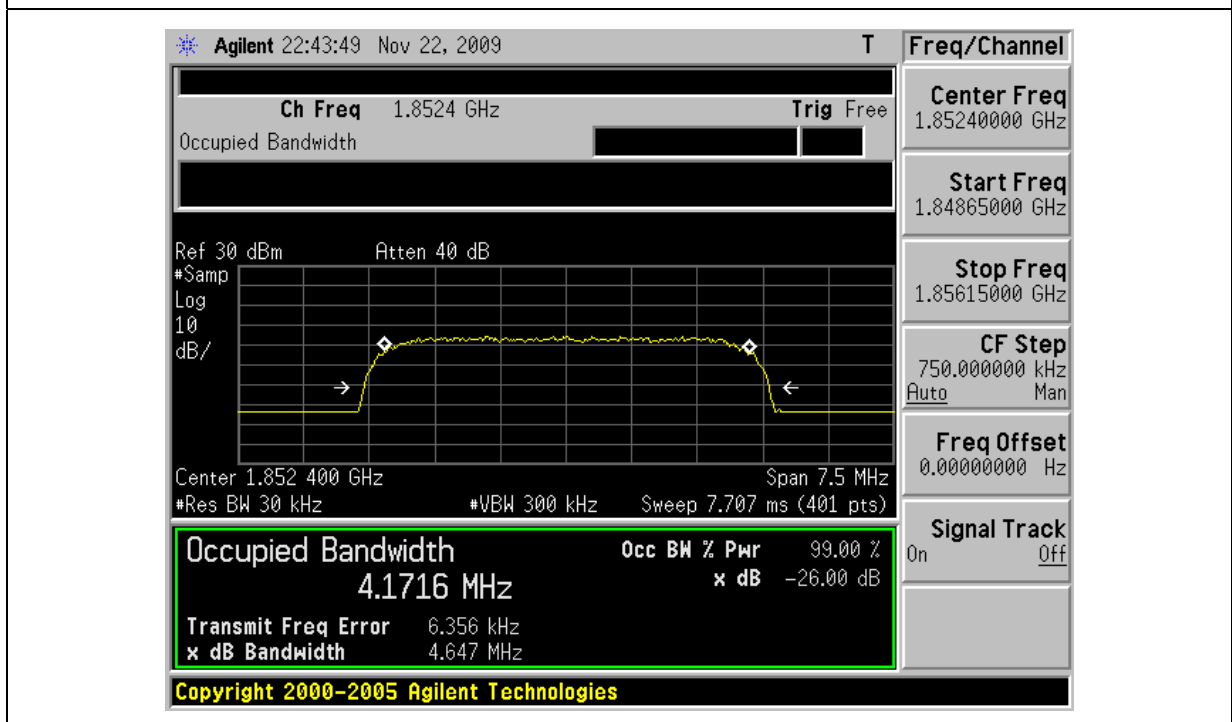 Agilent 22:43:49 Nov 22, 2009 T
Freq/Channel
Ch Freq 1.8524 GHz Trig Free
Occupied Bandwidth
Center Freq
1.85240000 GHz
Start Freq
1.84865000 GHz
Stop Freq
1.85615000 GHz
CF Step
750.000000 kHz
Auto Man
Freq Offset
0.00000000 Hz
Signal Track
On Off
Ref 30 dBm Atten 40 dB
#Samp
Log
10
dB/
Center 1.852 400 GHz Span 7.5 MHz
#Res BW 30 kHz #VBW 300 kHz Sweep 7.707 ms (401 pts)
Occupied Bandwidth Occ BW % Pwr 99.00 %
4.1716 MHz x dB -26.00 dB
Transmit Freq Error 6.356 kHz
x dB Bandwidth 4.647 MHz
Copyright 2000-2005 Agilent Technologies